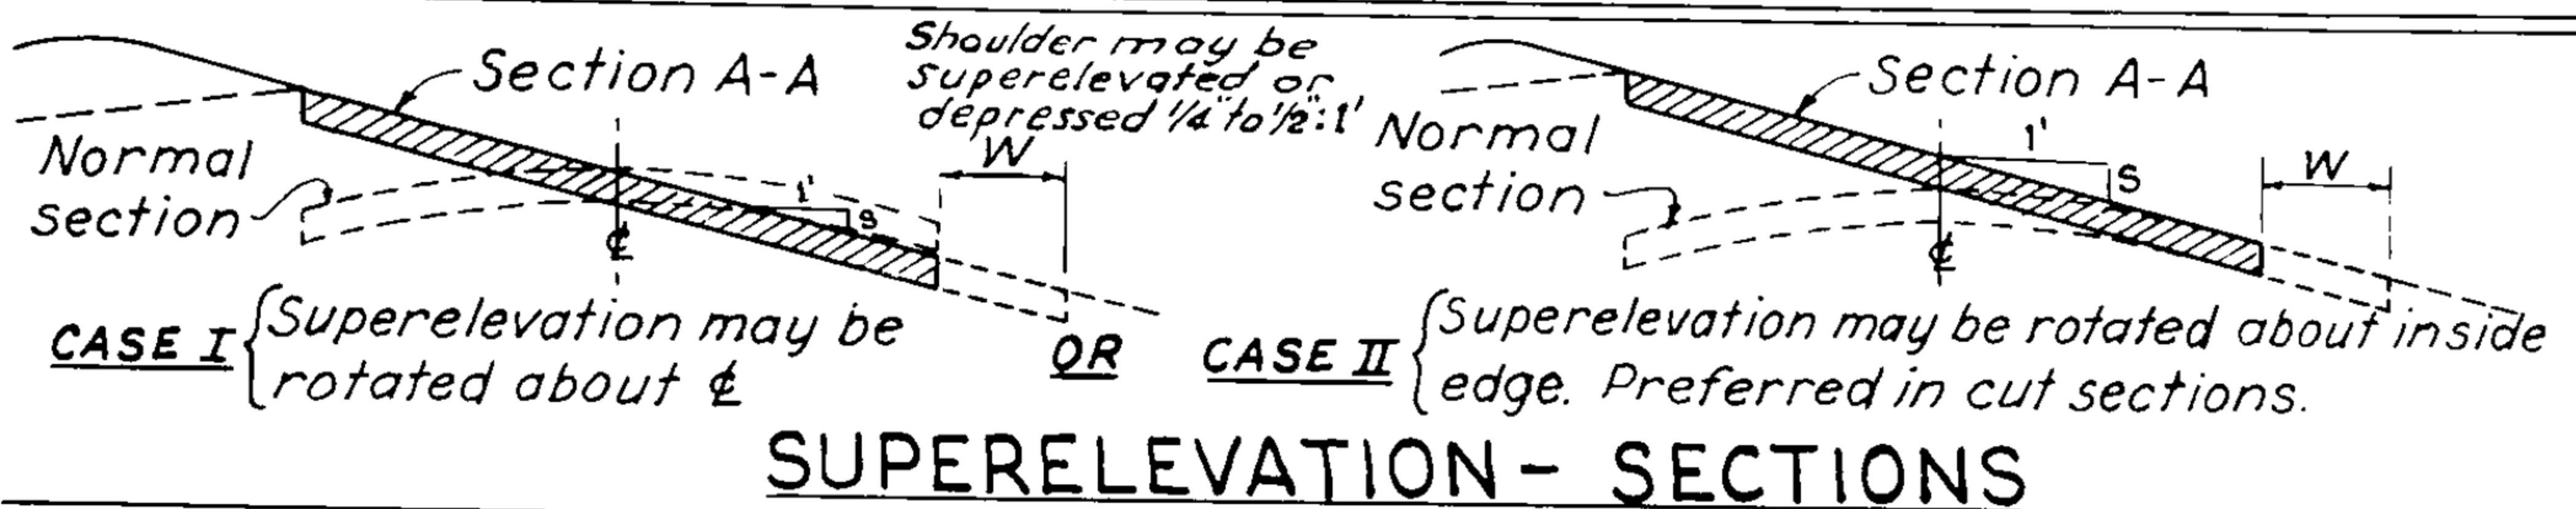 Section A-A
Shoulder may be
superelevated or
depressed 1/4" to 1/2":1'
W
Normal
section
1'
s
℄
CASE I { Superelevation may be
rotated about ℄
OR
Section A-A
Normal
section
1'
S
W
℄
CASE II { Superelevation may be rotated about inside
edge. Preferred in cut sections.
SUPERELEVATION - SECTIONS